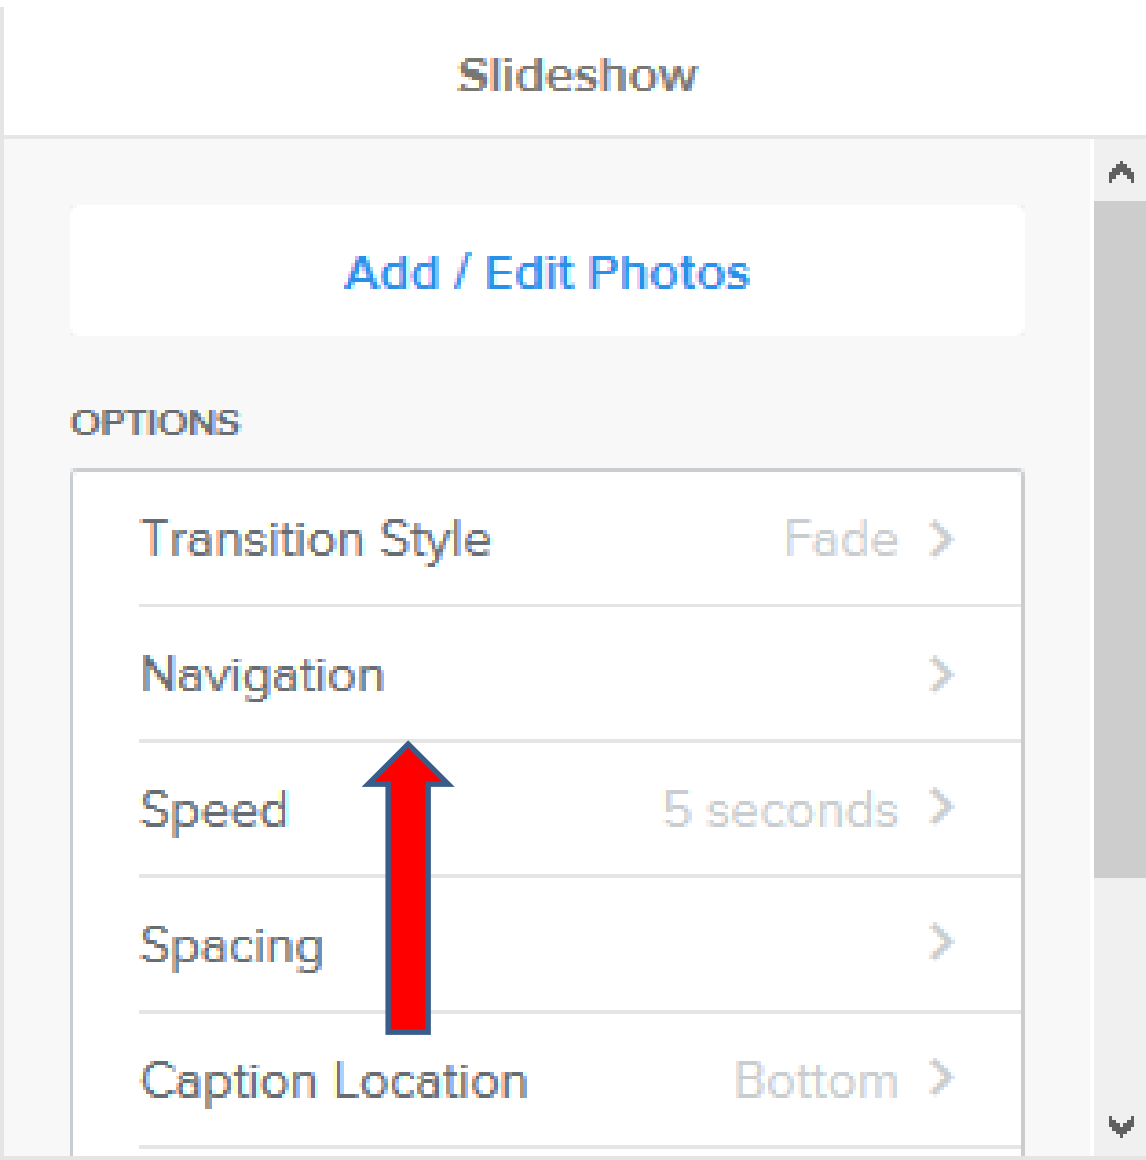 Slideshow
Add / Edit Photos
OPTIONS
Transition Style Fade
Navigation
Speed 5 seconds
Spacing
Caption Location Bottom